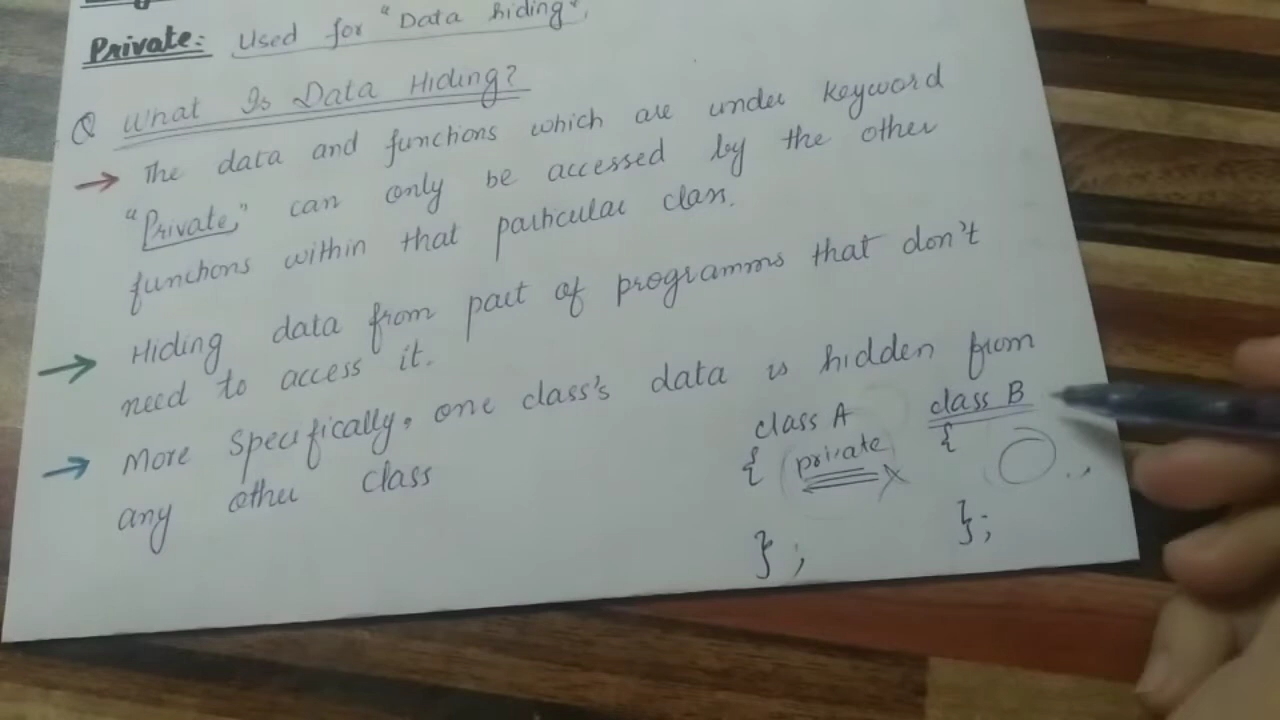 Private: Used for "Data hiding".
Q What Is Data Hiding?
→ The data and functions which are under keyword
"Private," can only be accessed by the other
functions within that particular class.
→ Hiding data from part of programms that don't
need to access it.
→ More Specifically, one class's data is hidden from
any other class
class A
{ private
};
class B
{
};